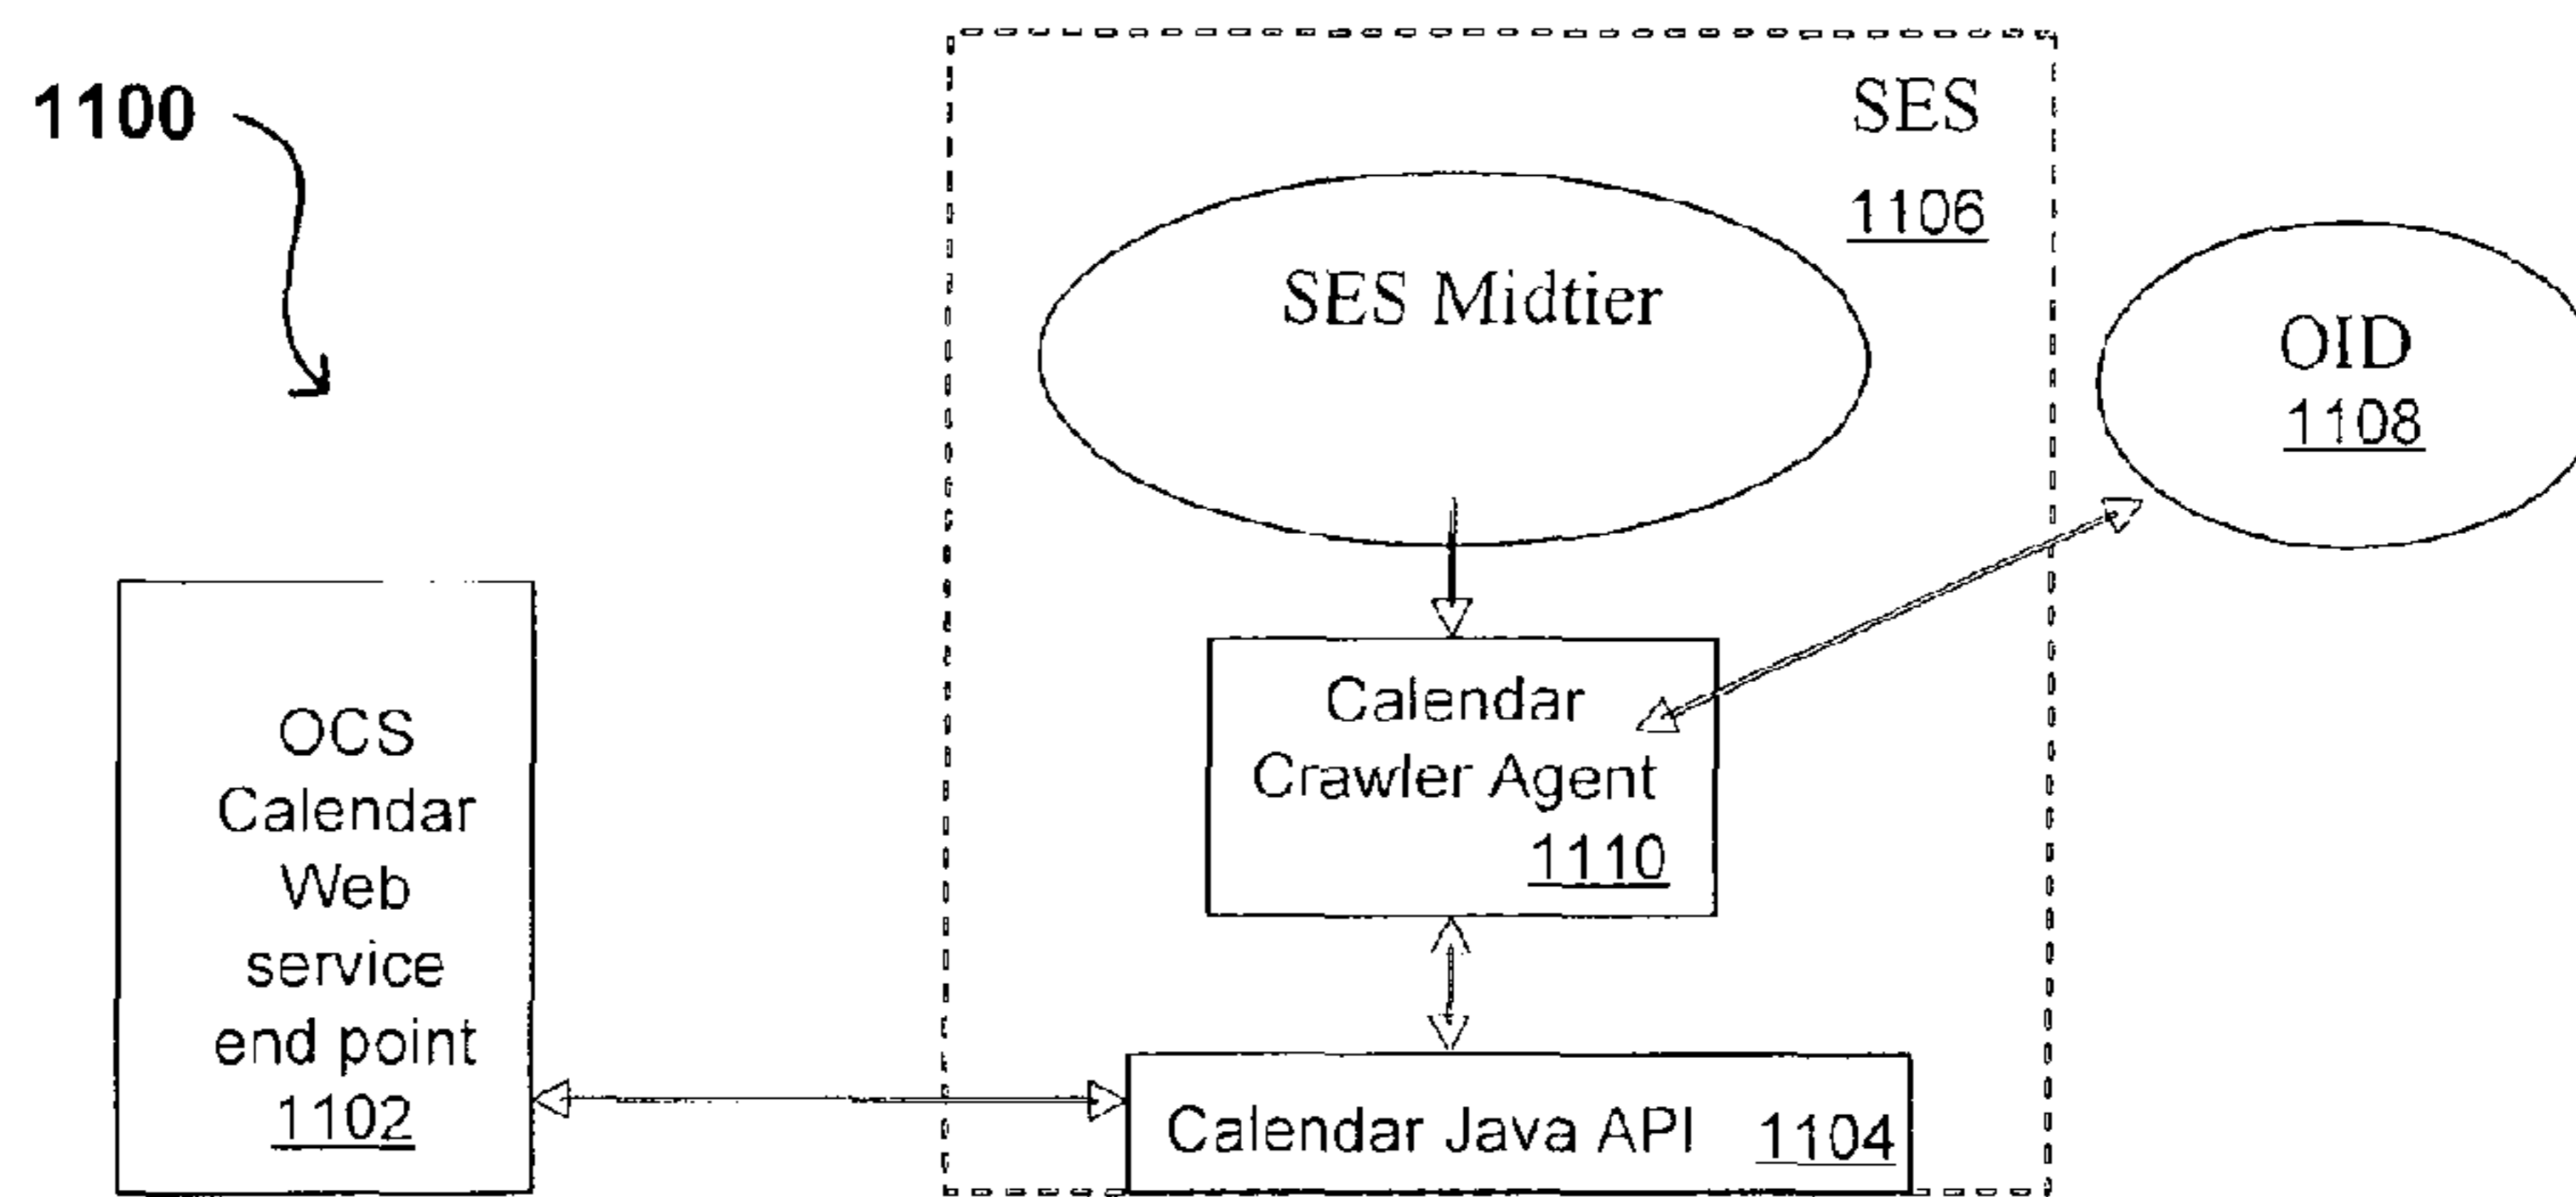 1100
SES
1106
SES Midtier
OID
1108
Calendar
Crawler Agent
1110
OCS
Calendar
Web
service
end point
1102
Calendar Java API 1104